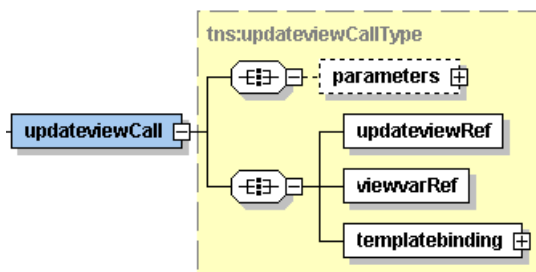 tns:updateviewCallType
parameters
updateviewCall
updateviewRef
viewvarRef
templatebinding